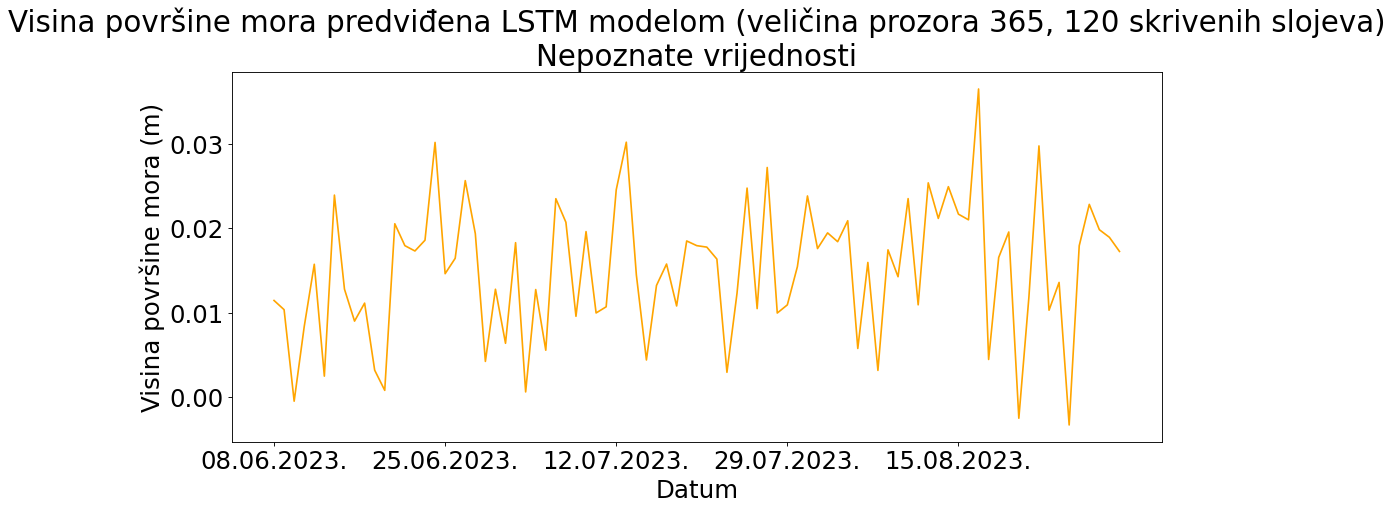 Visina površine mora predviđena LSTM modelom (veličina prozora 365, 120 skrivenih slojeva)
Nepoznate vrijednosti
Visina površine mora (m)
0.03
0.02
0.01
0.00
08.06.2023. 25.06.2023. 12.07.2023. 29.07.2023. 15.08.2023.
Datum